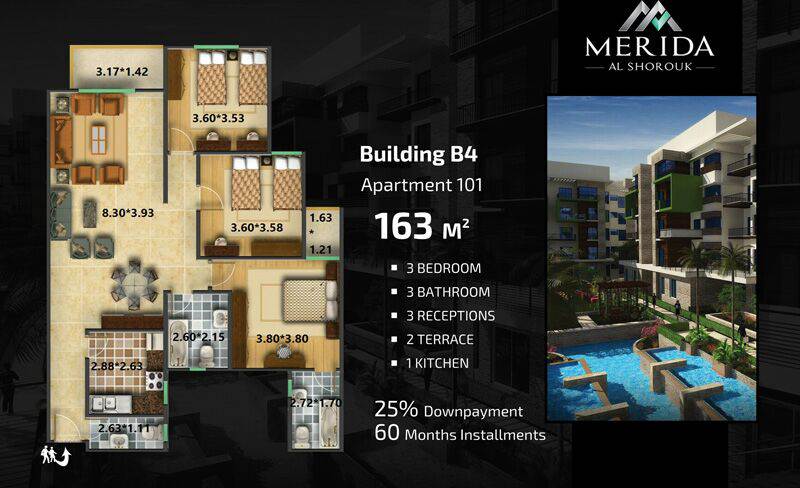 MERIDA
AL SHOROUK
3.17*1.42
3.60*3.53
8.30*3.93
3.60*3.58
1.63
*
1.21
2.60*2.15
3.80*3.80
2.88*2.63
2.72*1.70
2.63*1.11
Building B4
Apartment 101
163 M²
▪ 3 BEDROOM
▪ 3 BATHROOM
▪ 3 RECEPTIONS
▪ 2 TERRACE
▪ 1 KITCHEN
25% Downpayment
60 Months Installments